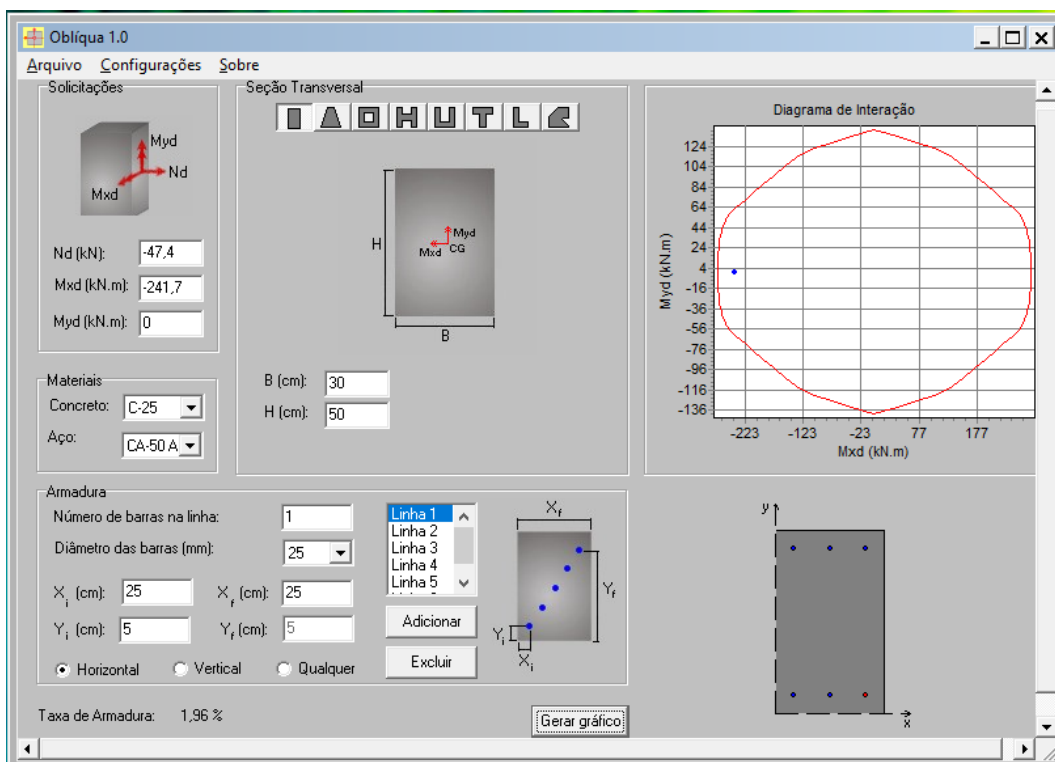 Oblíqua 1.0
Arquivo Configurações Sobre
Solicitações
Myd
Nd
Mxd
Nd (kN): -47,4
Mxd (kN.m): -241,7
Myd (kN.m): 0
Materiais
Concreto: C-25
Aço: CA-50 A
Seção Transversal
H
Myd
Mxd CG
B
B (cm): 30
H (cm): 50
Diagrama de Interação
Myd (kN.m)
124
104
84
64
44
24
4
-16
-36
-56
-76
-96
-116
-136
-223 -123 -23 77 177
Mxd (kN.m)
Armadura
Número de barras na linha: 1
Diâmetro das barras (mm): 25
Xi (cm): 25 Xf (cm): 25
Yi (cm): 5 Yf (cm): 5
Horizontal Vertical Qualquer
Linha 1
Linha 2
Linha 3
Linha 4
Linha 5
Adicionar
Excluir
Xf
Yf
Yi
Xi
Taxa de Armadura: 1,96 %
Gerar gráfico
y
x